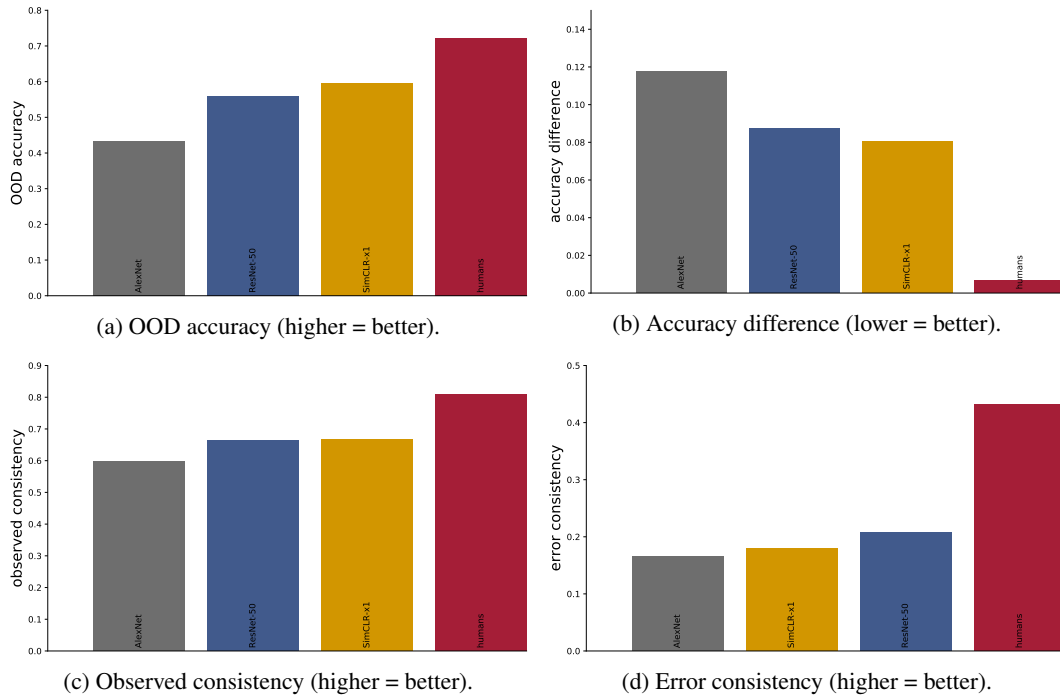 0.8
0.7
0.6
0.5
0.4
0.3
0.2
0.1
0.0
OOD accuracy
AlexNet
ResNet-50
SimCLR-x1
humans
(a) OOD accuracy (higher = better).
0.14
0.12
0.10
0.08
0.06
0.04
0.02
0.00
accuracy difference
AlexNet
ResNet-50
SimCLR-x1
humans
(b) Accuracy difference (lower = better).
0.9
0.8
0.7
0.6
0.5
0.4
0.3
0.2
0.1
0.0
observed consistency
AlexNet
ResNet-50
SimCLR-x1
humans
(c) Observed consistency (higher = better).
0.5
0.4
0.3
0.2
0.1
0.0
error consistency
AlexNet
SimCLR-x1
ResNet-50
humans
(d) Error consistency (higher = better).